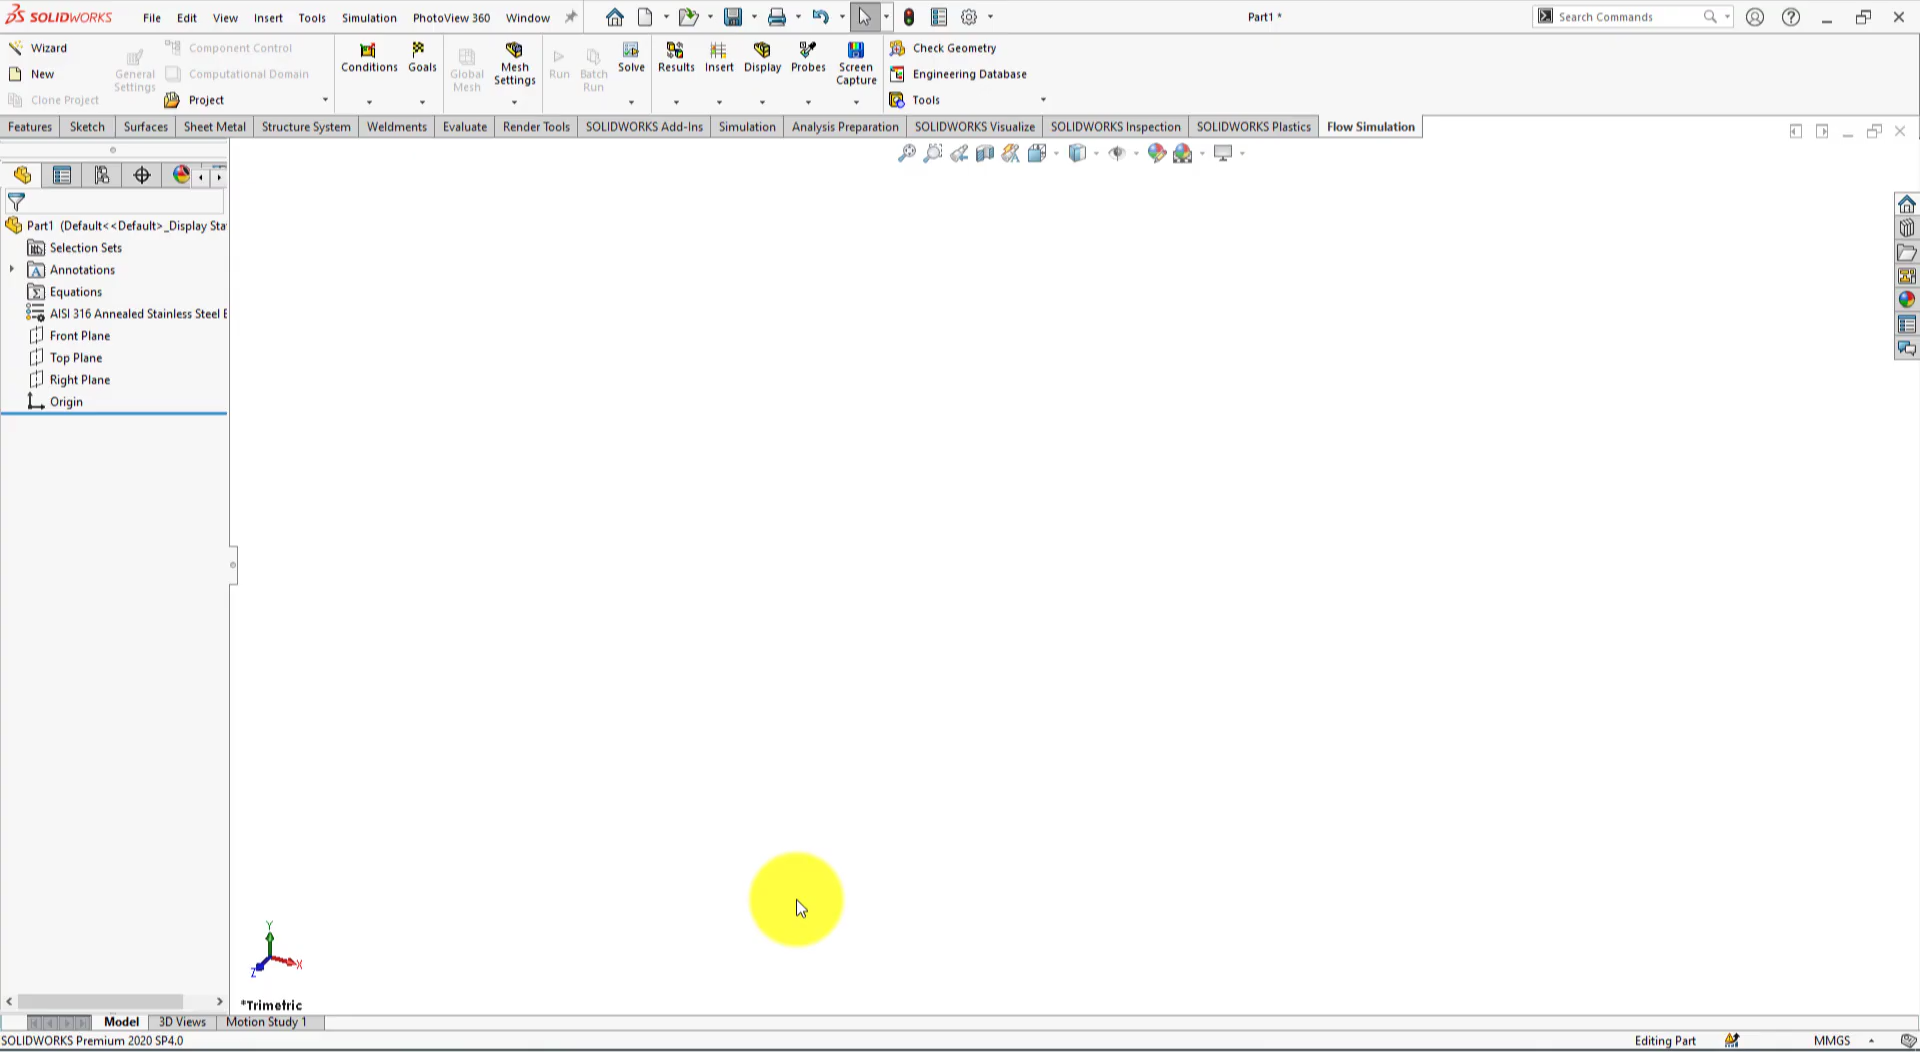 SOLIDWORKS File Edit View Insert Tools Simulation PhotoView 360 Window Part1 * Search Commands
Wizard Component Control Conditions Goals Global Mesh Mesh Settings Run Batch Run Solve Results Insert Display Probes Screen Capture Check Geometry
New General Settings Computational Domain Engineering Database
Clone Project Project Tools
Features Sketch Surfaces Sheet Metal Structure System Weldments Evaluate Render Tools SOLIDWORKS Add-Ins Simulation Analysis Preparation SOLIDWORKS Visualize SOLIDWORKS Inspection SOLIDWORKS Plastics Flow Simulation
Part1 (Default<<Default>_Display Sta
Selection Sets
Annotations
Equations
AISI 316 Annealed Stainless Steel
Front Plane
Top Plane
Right Plane
Origin
Y
X
Z
*Trimetric
Model 3D Views Motion Study 1
SOLIDWORKS Premium 2020 SP4.0 Editing Part MMGS